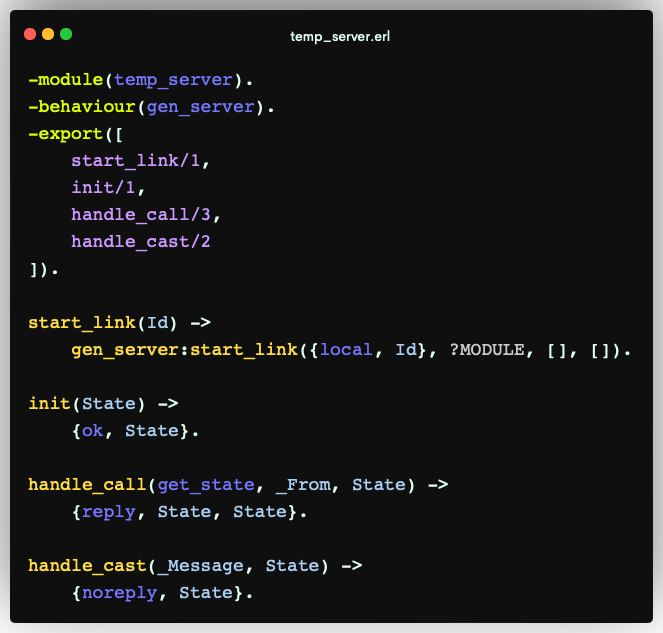 temp_server.erl
-module(temp_server).
-behaviour(gen_server).
-export([
    start_link/1,
    init/1,
    handle_call/3,
    handle_cast/2
]).

start_link(Id) ->
    gen_server:start_link({local, Id}, ?MODULE, [], []).

init(State) ->
    {ok, State}.

handle_call(get_state, _From, State) ->
    {reply, State, State}.

handle_cast(_Message, State) ->
    {noreply, State}.